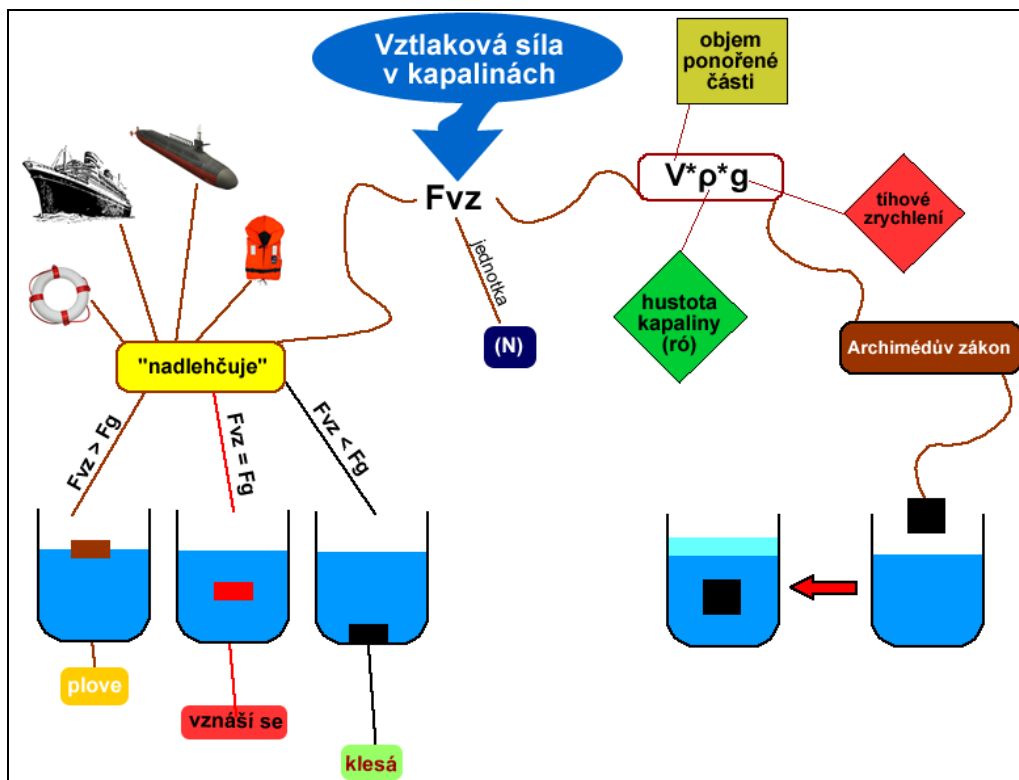 Vztlaková síla
v kapalinách
objem
ponořené
části
Fvz
V*ρ*g
tíhové
zrychlení
jednotka
hustota
kapaliny
(ró)
(N)
Archimédův zákon
"nadlehčuje"
Fvz > Fg
Fvz = Fg
Fvz < Fg
plove
vznáší se
klesá